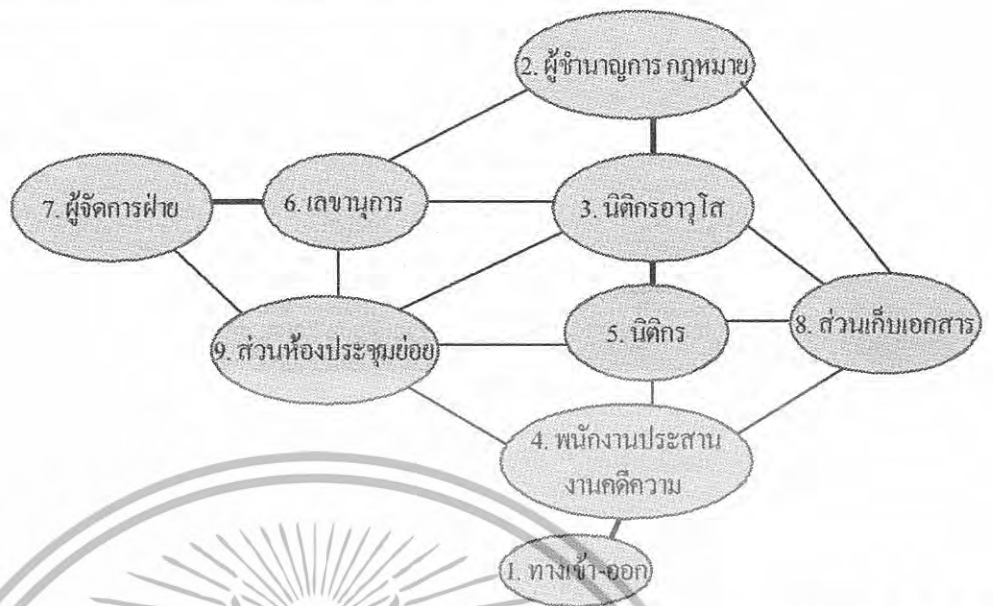 2. ผู้ชำนาญการ กฎหมาย
7. ผู้จัดการฝ่าย
6. เลขานุการ
3. นิติกรอาวุโส
9. ส่วนห้องประชุมย่อย
5. นิติกร
8. ส่วนเก็บเอกสาร
4. พนักงานประสาน
งานคดีความ
1. ทางเข้า-ออก